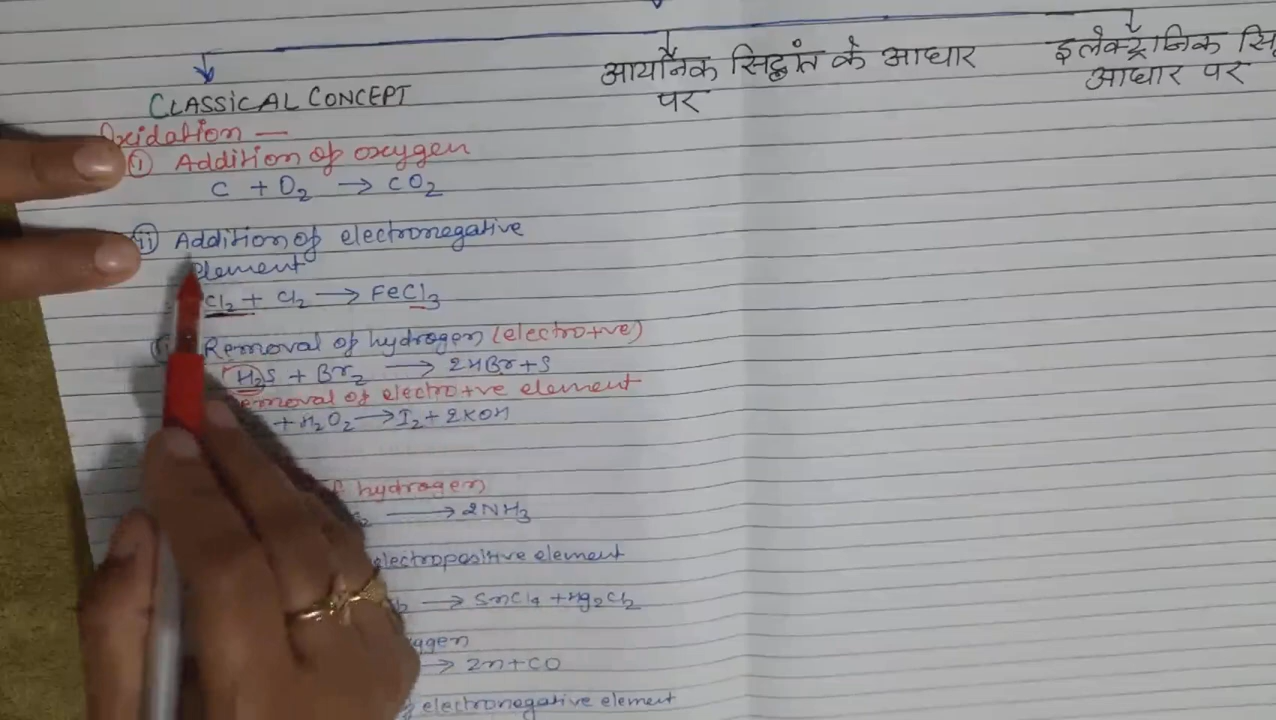 CLASSICAL CONCEPT
आयनिक सिद्धांत के आधार
पर
इलेक्ट्रानिक सि
आधार पर
Oxidation —
(i) Addition of oxygen
C + O2 → CO2
(ii) Addition of electronegative
element
Cl2 + Cl2 → FeCl3
Removal of hydrogen (electro+ve)
H2S + Br2 → 2HBr + S
emoval of electro+ve element
+ H2O2 → I2 + 2KOH
f hydrogen
→ 2NH3
electropositive element
→ SnCl4 + Hg2Cl2
ygen
→ Zn + CO
electronegative element